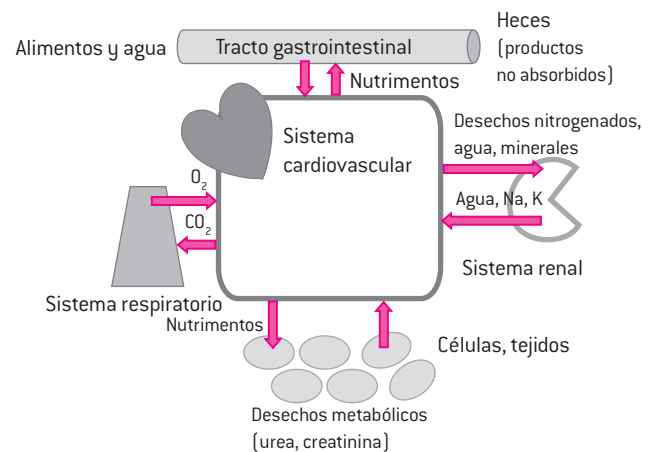 Alimentos y agua
Tracto gastrointestinal
Heces
(productos
no absorbidos)
Nutrimentos
Sistema
cardiovascular
Desechos nitrogenados,
agua, minerales
O2
CO2
Agua, Na, K
Sistema renal
Sistema respiratorio
Nutrimentos
Células, tejidos
Desechos metabólicos
(urea, creatinina)